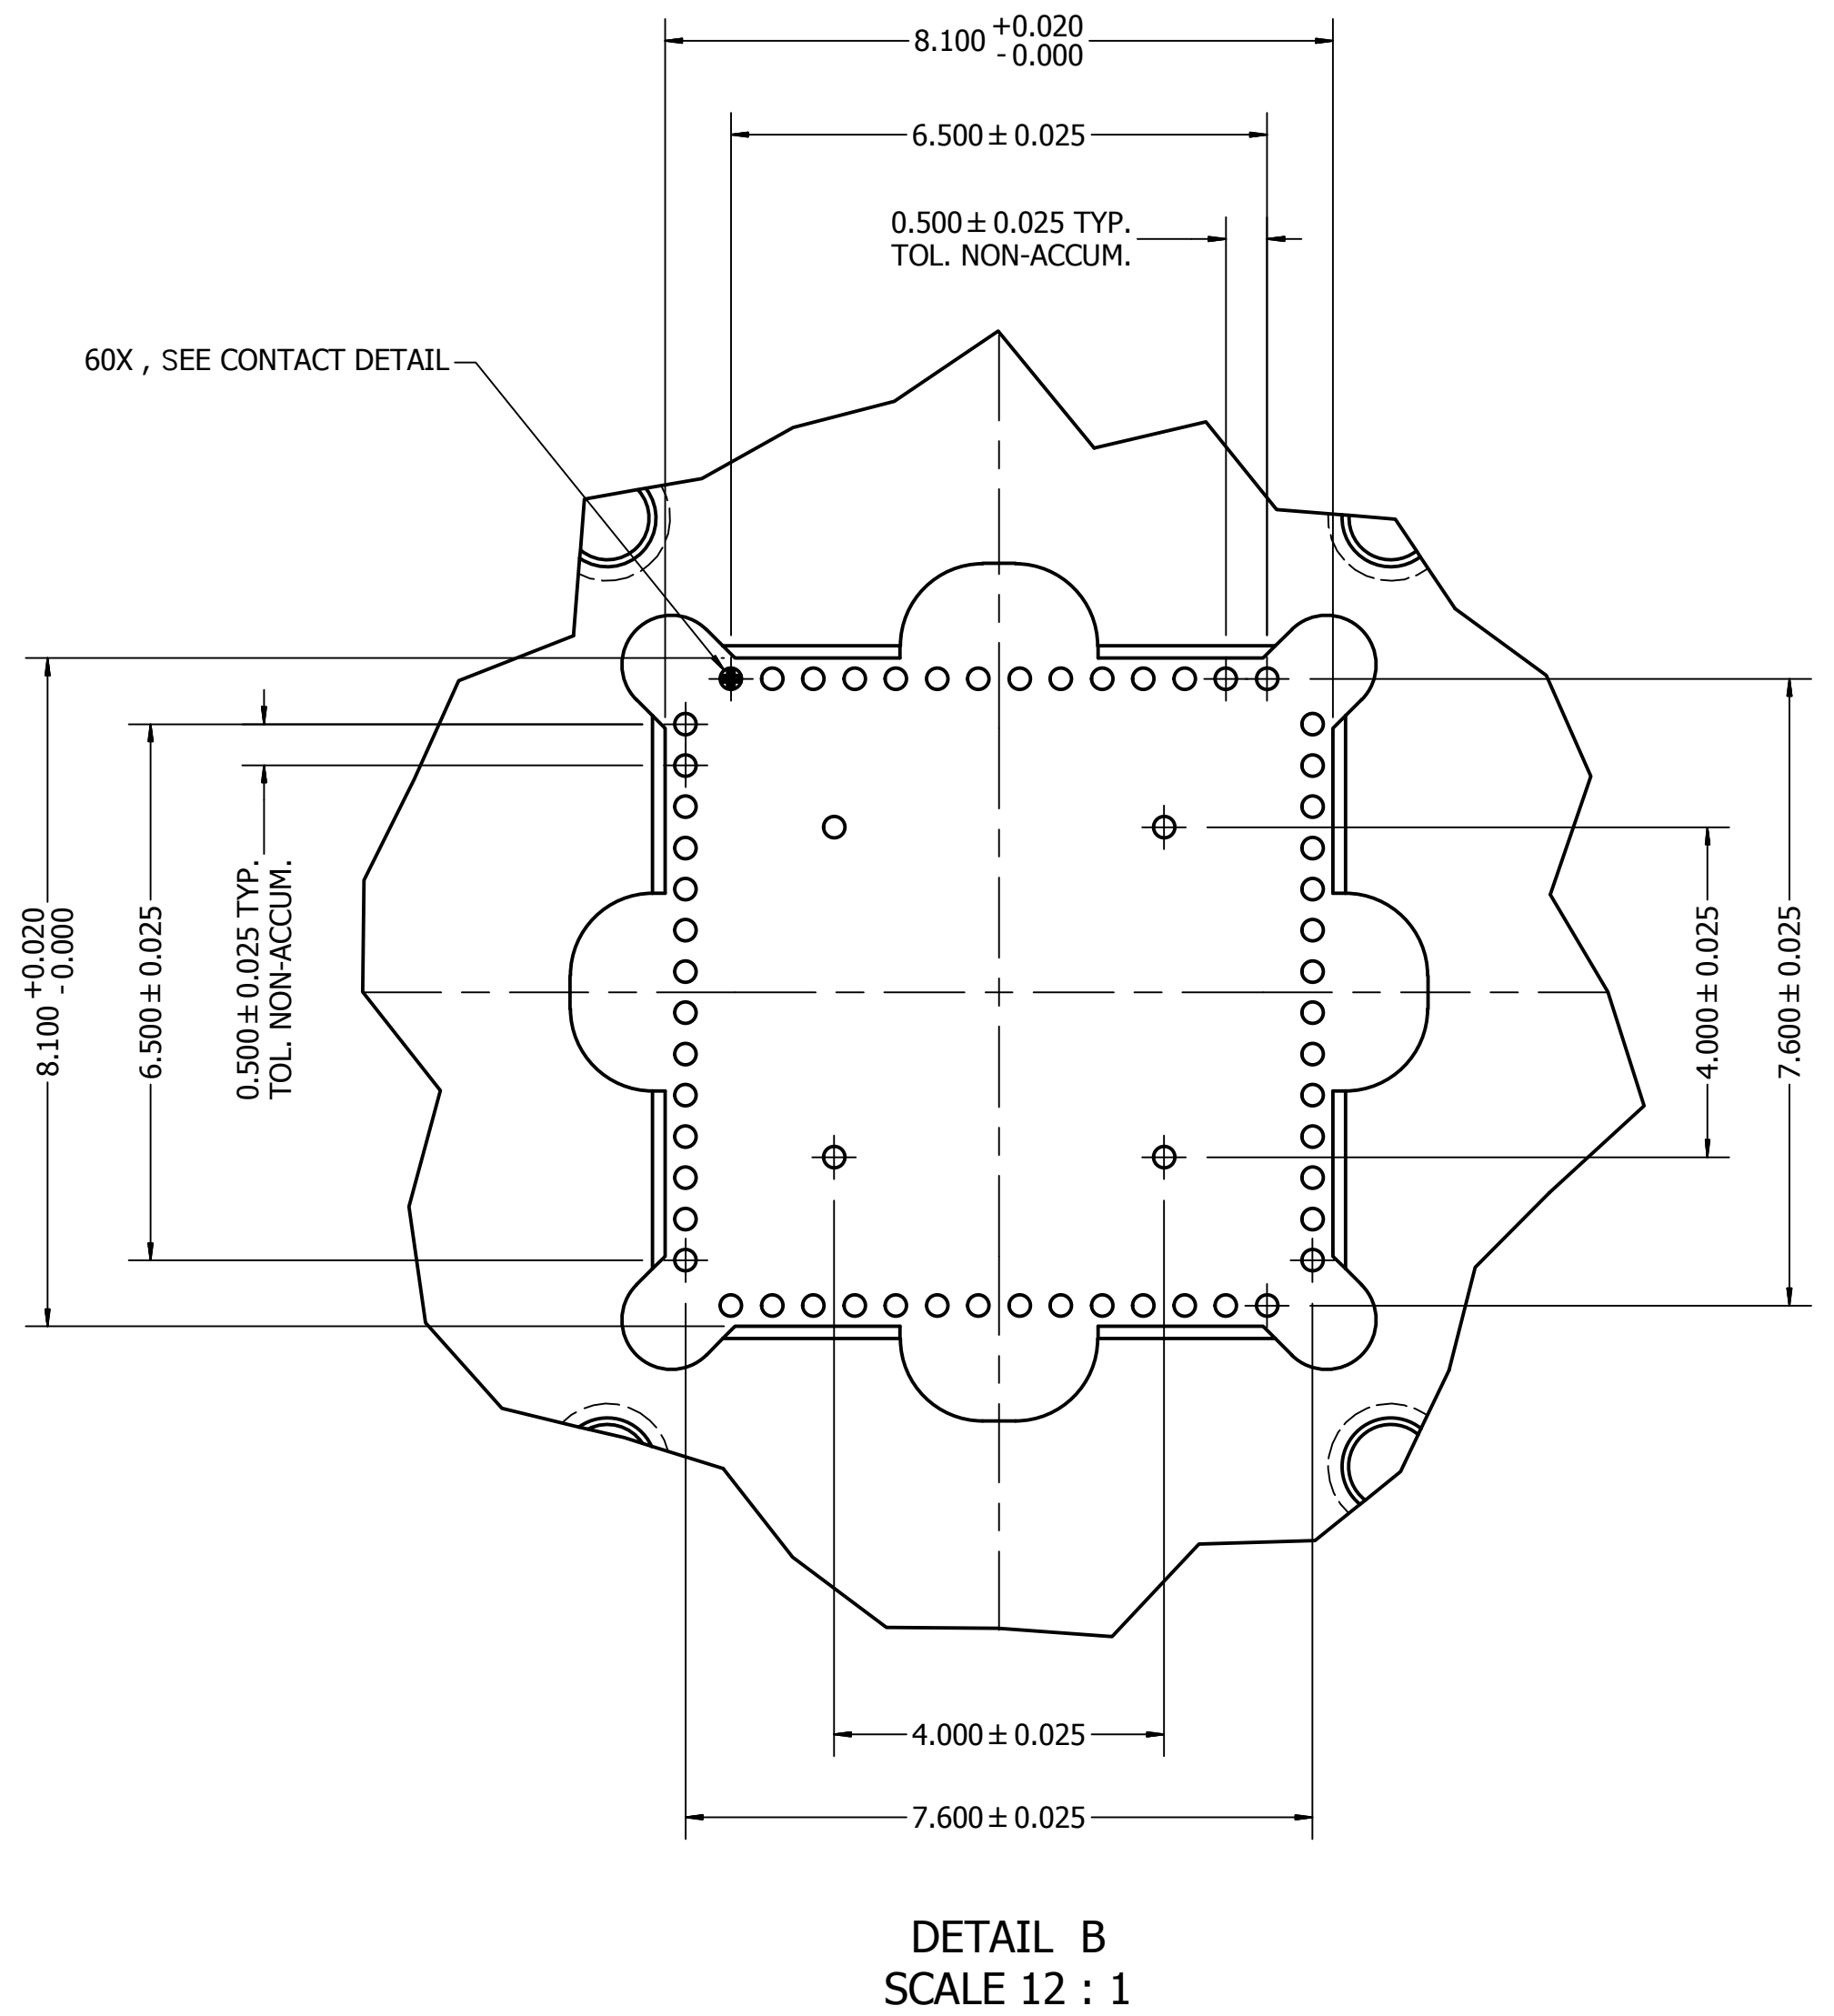 8.100 +0.020
-0.000
6.500 ± 0.025
0.500 ± 0.025 TYP.
TOL. NON-ACCUM.
60X , SEE CONTACT DETAIL
8.100 +0.020
-0.000
6.500 ± 0.025
0.500 ± 0.025 TYP.
TOL. NON-ACCUM.
4.000 ± 0.025
7.600 ± 0.025
4.000 ± 0.025
7.600 ± 0.025
DETAIL B
SCALE 12 : 1